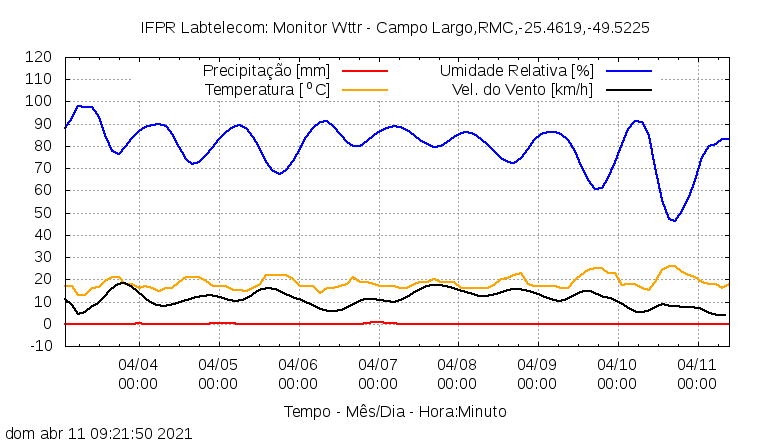 IFPR Labtelecom: Monitor Wttr - Campo Largo,RMC,-25.4619,-49.5225
120
110
100
90
80
70
60
50
40
30
20
10
0
-10
Precipitação [mm]
Umidade Relativa [%]
Temperatura [⁰C]
Vel. do Vento [km/h]
04/04 04/05 04/06 04/07 04/08 04/09 04/10 04/11
00:00 00:00 00:00 00:00 00:00 00:00 00:00 00:00
Tempo - Mês/Dia - Hora:Minuto
dom abr 11 09:21:50 2021